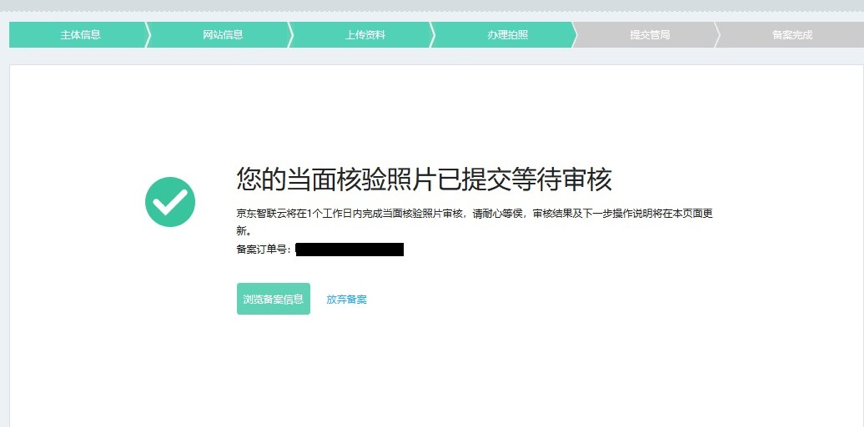 主体信息
网站信息
上传资料
办理拍照
提交管局
备案完成
您的当面核验照片已提交等待审核
京东智联云将在1个工作日内完成当面核验照片审核，请耐心等侯，审核结果及下一步操作说明将在本页面更
新。
备案订单号：
浏览备案信息
放弃备案